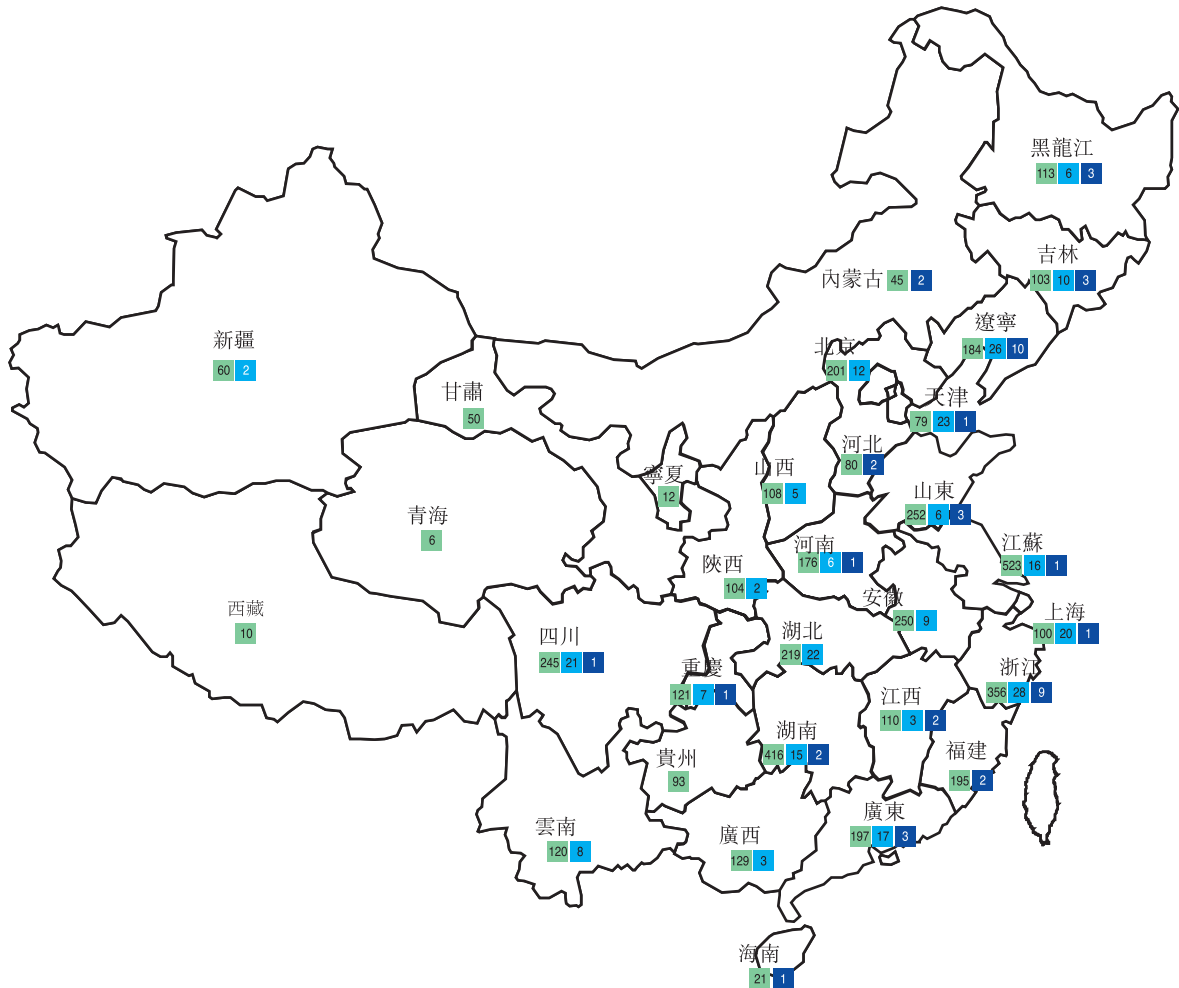 黑龍江
113 6 3
吉林
103 10 3
內蒙古 45 2
遼寧
184 26 10
新疆
60 2
北京
201 12
甘肅
50
天津
79 23 1
河北
80 2
寧夏
12
山西
108 5
山東
252 6 3
青海
6
河南
176 6 1
江蘇
523 16 1
陝西
104 2
安徽
250 9
西藏
10
上海
100 20 1
四川
245 21 1
湖北
219 22
重慶
121 7 1
浙江
356 28 9
江西
110 3 2
湖南
416 15 2
福建
195 2
貴州
93
廣東
197 17 3
雲南
120 8
廣西
129 3
海南
21 1